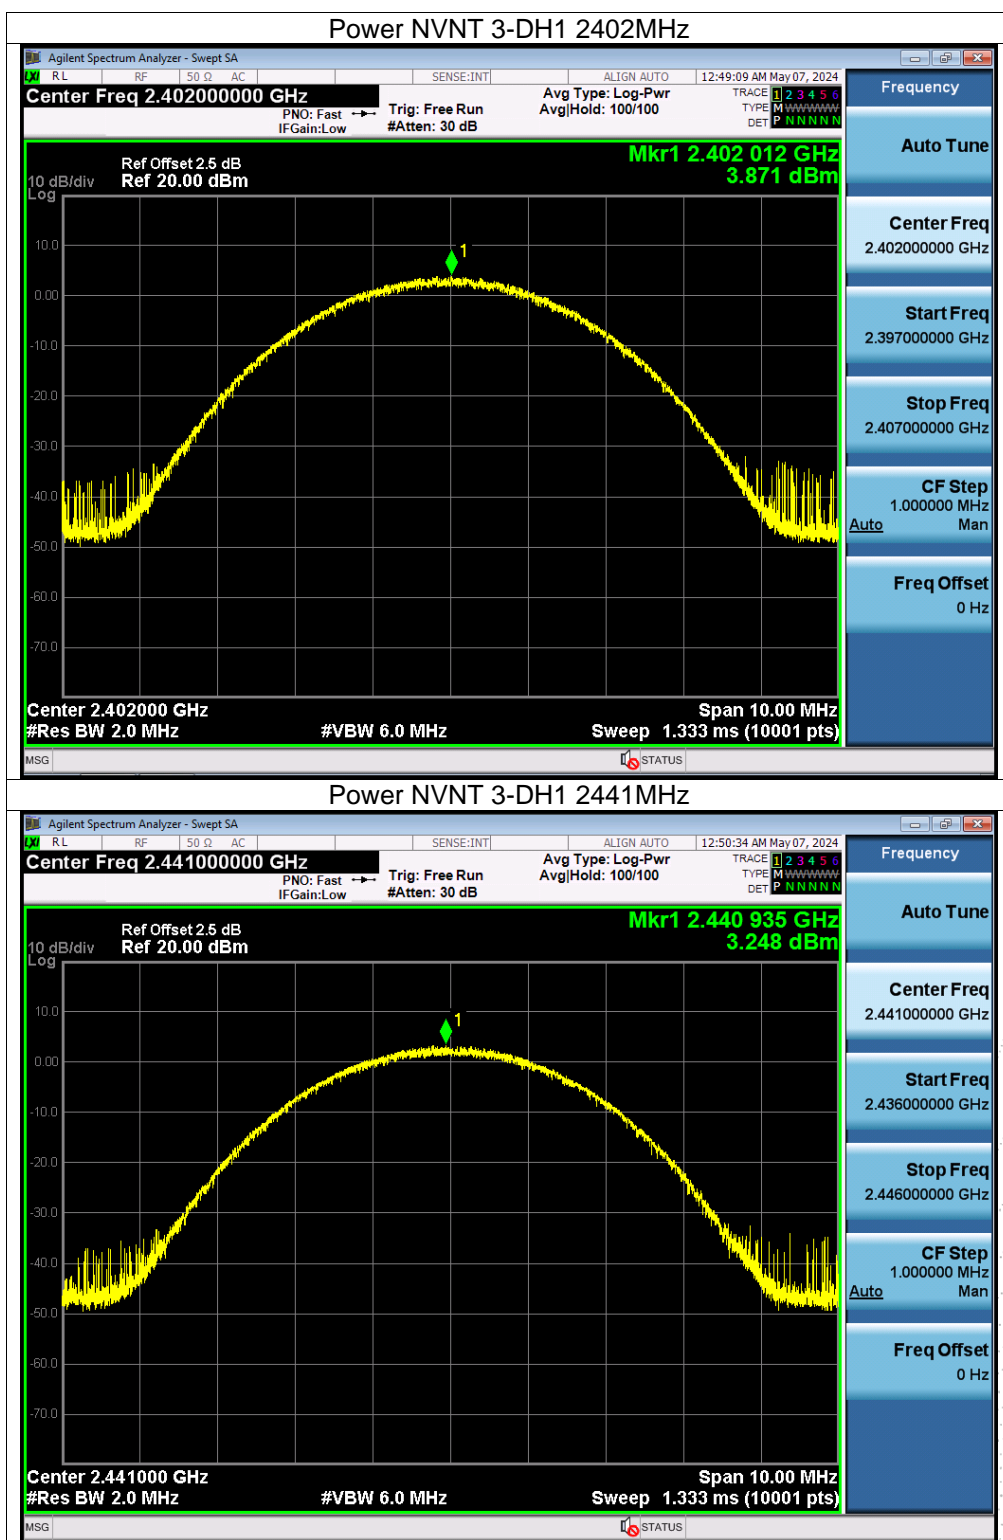 Power NVNT 3-DH1 2402MHz
Agilent Spectrum Analyzer - Swept SA
LXI RL RF 50 Ω AC SENSE:INT ALIGN AUTO 12:49:09 AM May 07, 2024
Center Freq 2.402000000 GHz
PNO: Fast
IFGain:Low
Trig: Free Run
#Atten: 30 dB
Avg Type: Log-Pwr
Avg|Hold: 100/100
TRACE 1 2 3 4 5 6
TYPE M WWWWW
DET P N N N N N
Frequency
Auto Tune
Center Freq
2.402000000 GHz
Start Freq
2.397000000 GHz
Stop Freq
2.407000000 GHz
CF Step
1.000000 MHz
Auto Man
Freq Offset
0 Hz
Mkr1 2.402 012 GHz
3.871 dBm
Ref Offset 2.5 dB
10 dB/div Ref 20.00 dBm
Log
1
10.0
0.00
-10.0
-20.0
-30.0
-40.0
-50.0
-60.0
-70.0
Center 2.402000 GHz Span 10.00 MHz
#Res BW 2.0 MHz #VBW 6.0 MHz Sweep 1.333 ms (10001 pts)
MSG STATUS
Power NVNT 3-DH1 2441MHz
Agilent Spectrum Analyzer - Swept SA
LXI RL RF 50 Ω AC SENSE:INT ALIGN AUTO 12:50:34 AM May 07, 2024
Center Freq 2.441000000 GHz
PNO: Fast
IFGain:Low
Trig: Free Run
#Atten: 30 dB
Avg Type: Log-Pwr
Avg|Hold: 100/100
TRACE 1 2 3 4 5 6
TYPE M WWWWW
DET P N N N N N
Frequency
Auto Tune
Center Freq
2.441000000 GHz
Start Freq
2.436000000 GHz
Stop Freq
2.446000000 GHz
CF Step
1.000000 MHz
Auto Man
Freq Offset
0 Hz
Mkr1 2.440 935 GHz
3.248 dBm
Ref Offset 2.5 dB
10 dB/div Ref 20.00 dBm
Log
1
10.0
0.00
-10.0
-20.0
-30.0
-40.0
-50.0
-60.0
-70.0
Center 2.441000 GHz Span 10.00 MHz
#Res BW 2.0 MHz #VBW 6.0 MHz Sweep 1.333 ms (10001 pts)
MSG STATUS